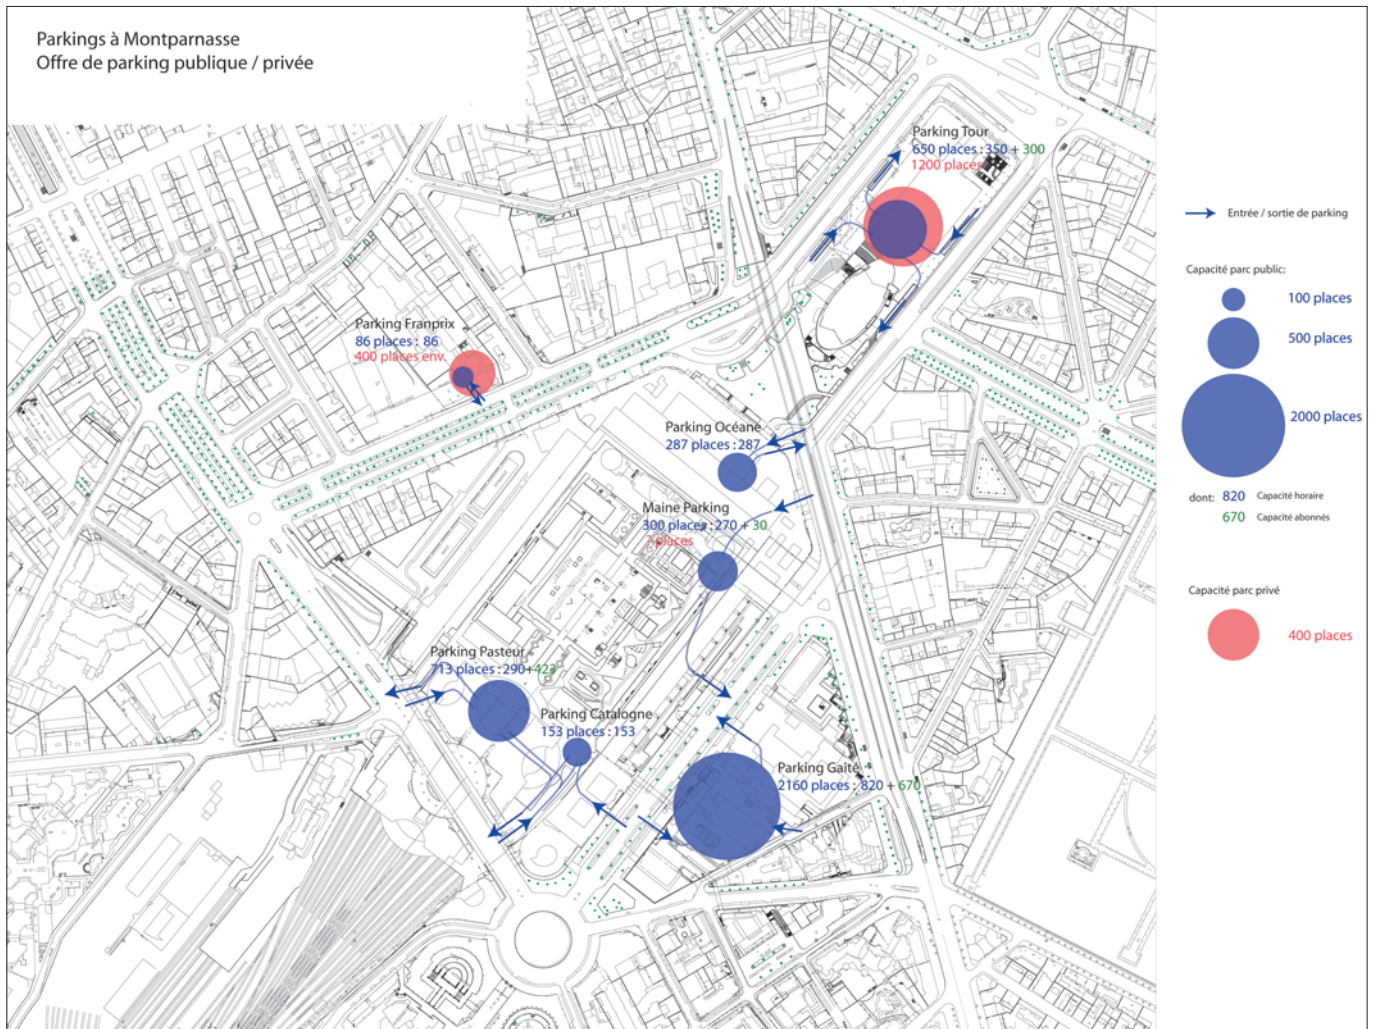 Parkings à Montparnasse
Offre de parking publique / privée
Parking Tour
650 places : 350 + 300
1200 places
Parking Franprix
86 places : 86
400 places env.
Parking Océane
287 places : 287
Maine Parking
300 places : 270 + 30
? places
Parking Pasteur
713 places : 290+423
Parking Catalogne
153 places : 153
Parking Gaité
2160 places : 820 + 670
Entrée / sortie de parking
Capacité parc public:
100 places
500 places
2000 places
dont: 820 Capacité horaire
670 Capacité abonnés
Capacité parc privé
400 places